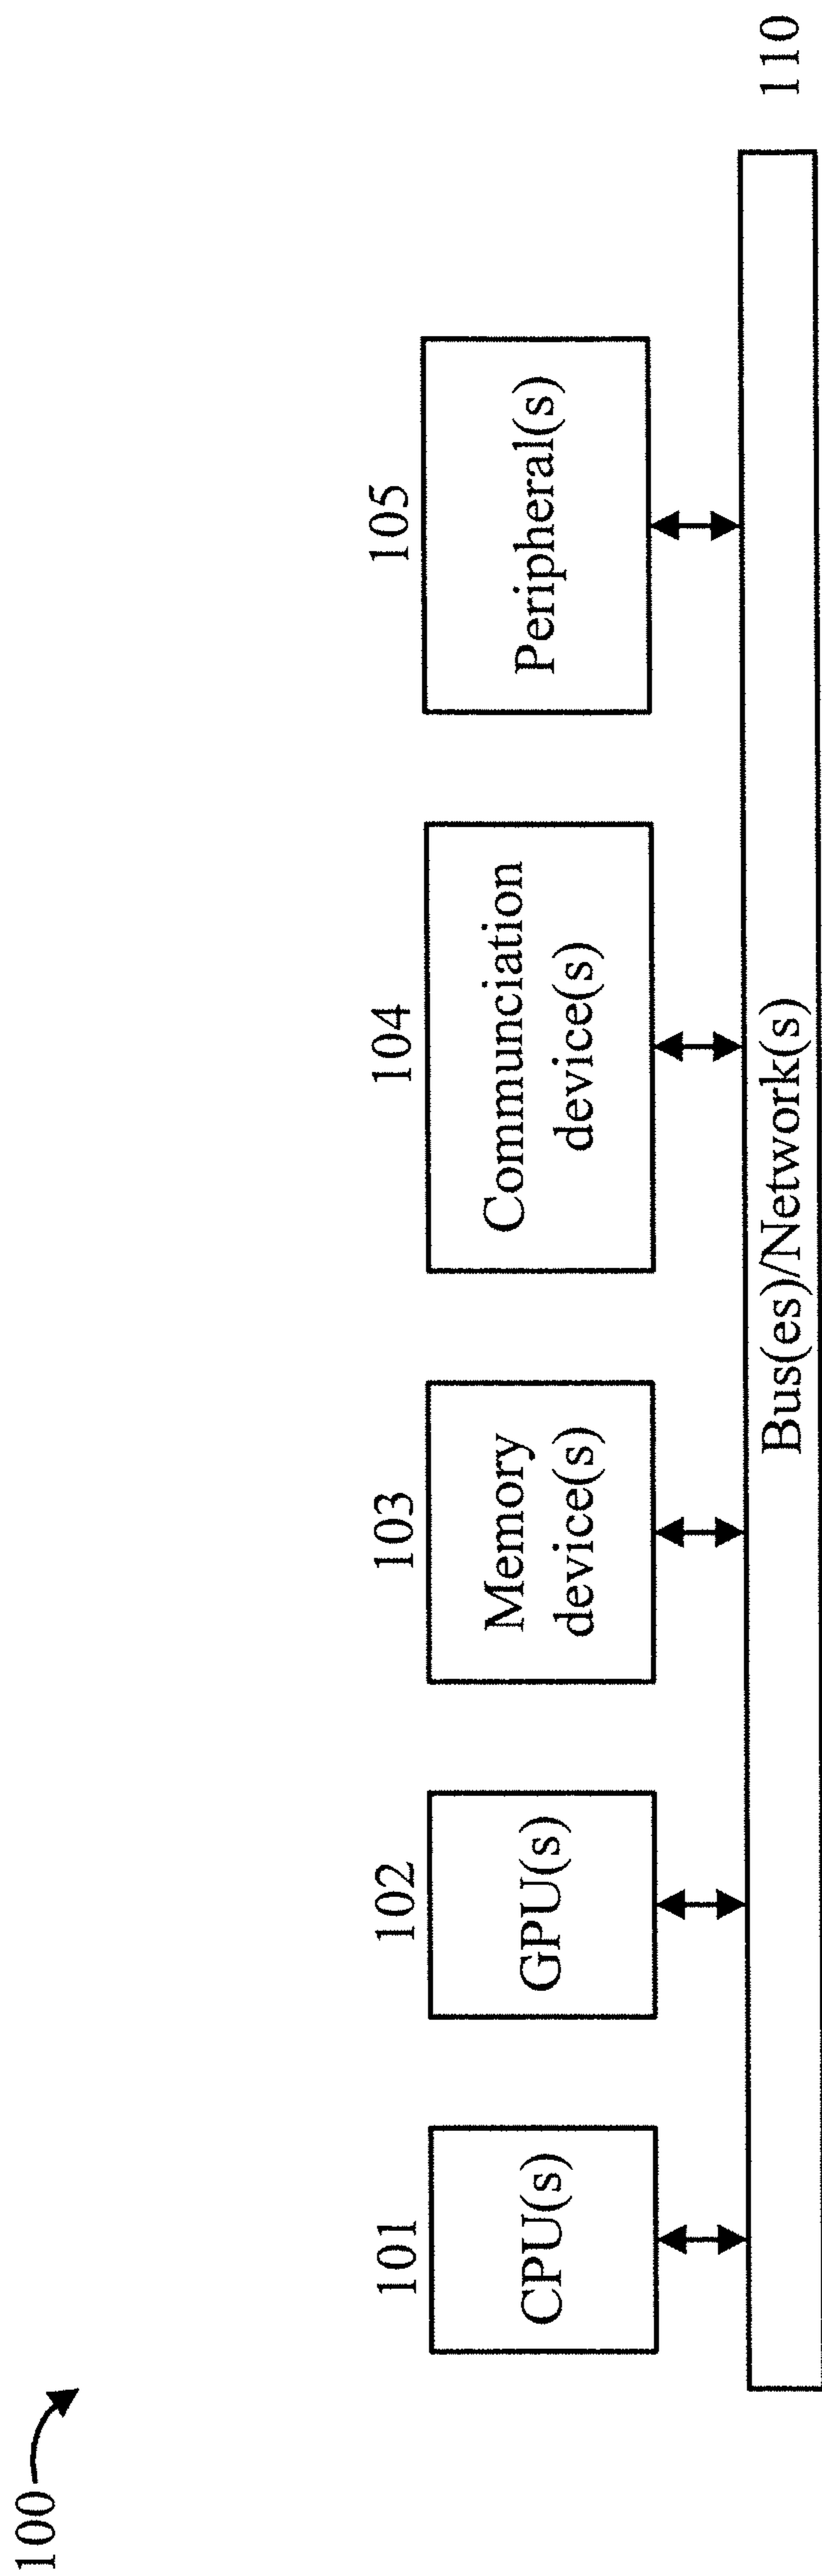 100
101
CPU(s)
102
GPU(s)
103
Memory
device(s)
104
Communciation
device(s)
105
Peripheral(s)
Bus(es)/Network(s)
110